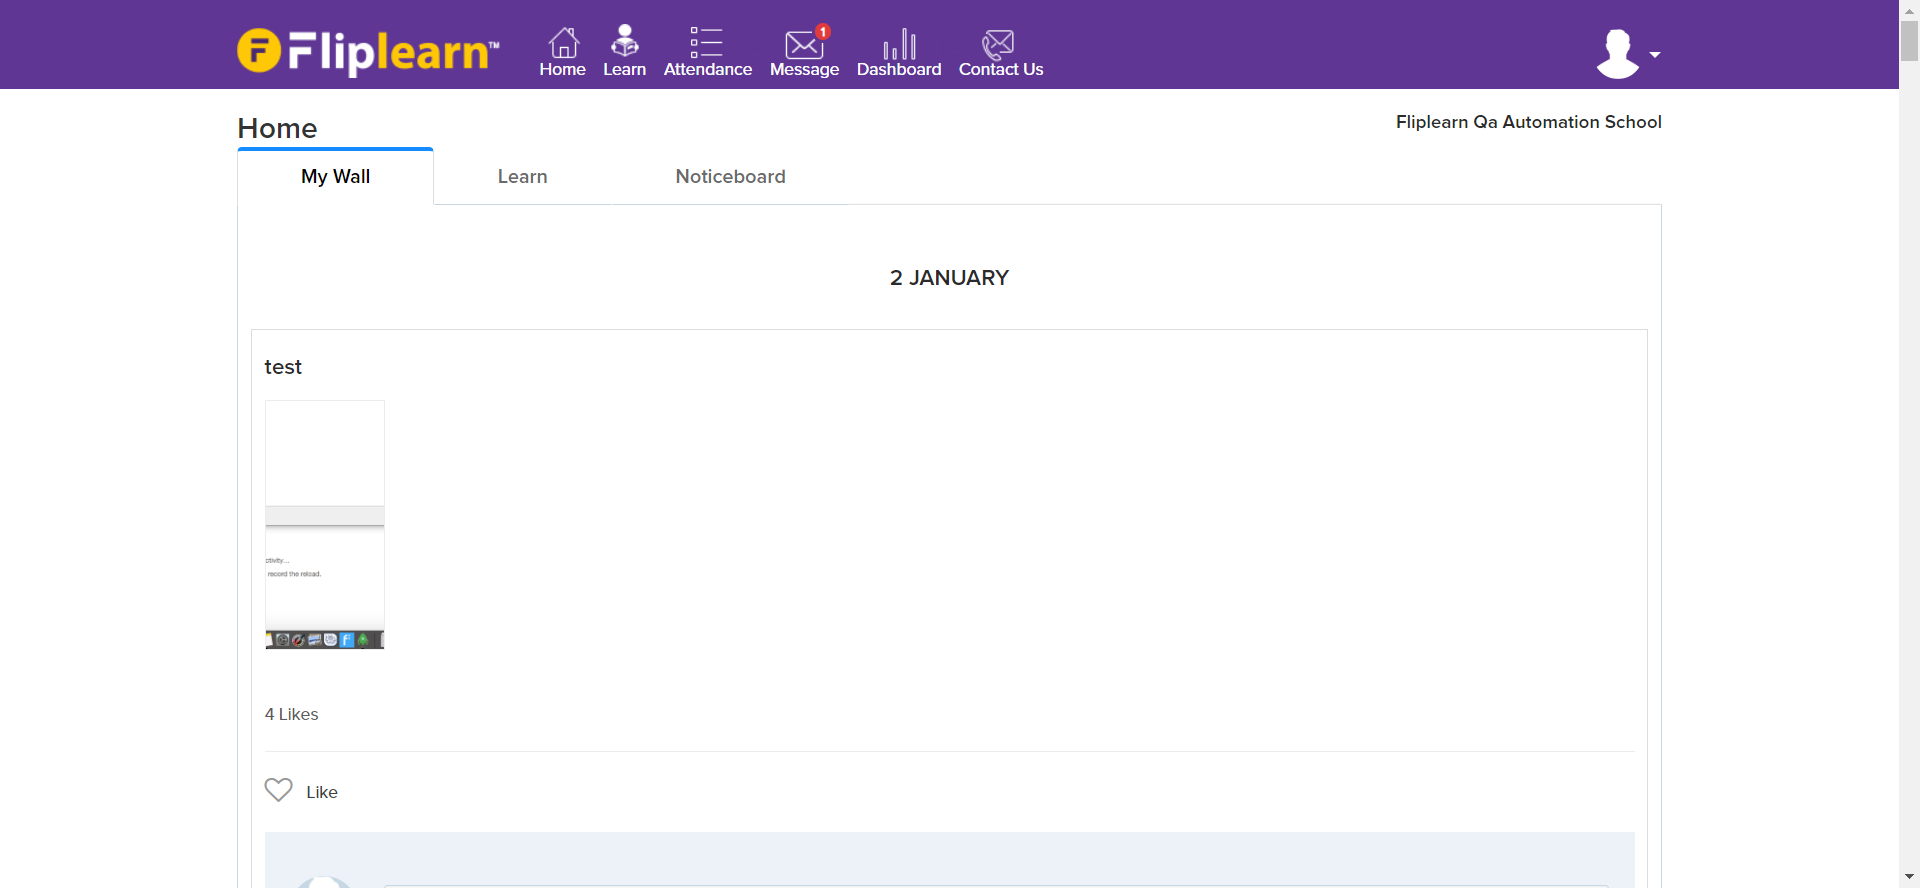 Fliplearn™
Home Learn Attendance Message 1 Dashboard Contact Us
Home
Fliplearn Qa Automation School
My Wall Learn Noticeboard
2 JANUARY
test
ctivity...
record the reload.
4 Likes
Like